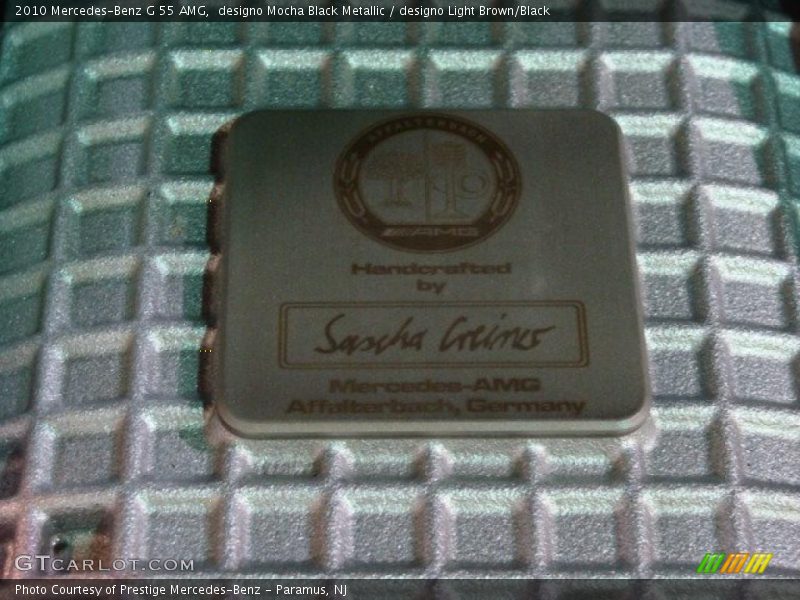 2010 Mercedes-Benz G 55 AMG, designo Mocha Black Metallic / designo Light Brown/Black
AFFALTERBACH
AMG
Handcrafted
by
Sascha Greiner
Mercedes-AMG
Affalterbach, Germany
GTCARLOT.COM
Photo Courtesy of Prestige Mercedes-Benz - Paramus, NJ